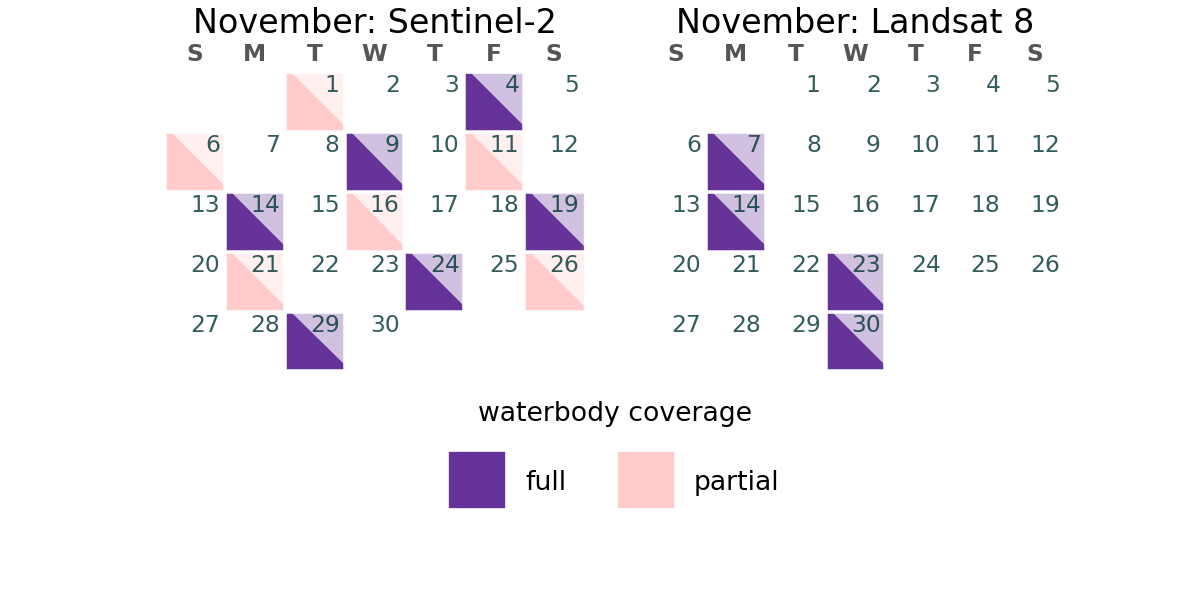 November: Sentinel-2
S M T W T F S
1 2 3 4 5
6 7 8 9 10 11 12
13 14 15 16 17 18 19
20 21 22 23 24 25 26
27 28 29 30
November: Landsat 8
S M T W T F S
1 2 3 4 5
6 7 8 9 10 11 12
13 14 15 16 17 18 19
20 21 22 23 24 25 26
27 28 29 30
waterbody coverage
full
partial